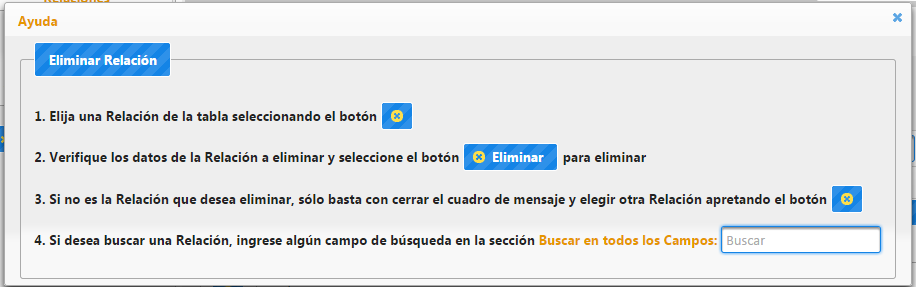 Relaciones
Ayuda
Eliminar Relación
1. Elija una Relación de la tabla seleccionando el botón
2. Verifique los datos de la Relación a eliminar y seleccione el botón Eliminar para eliminar
3. Si no es la Relación que desea eliminar, sólo basta con cerrar el cuadro de mensaje y elegir otra Relación apretando el botón
4. Si desea buscar una Relación, ingrese algún campo de búsqueda en la sección Buscar en todos los Campos: Buscar